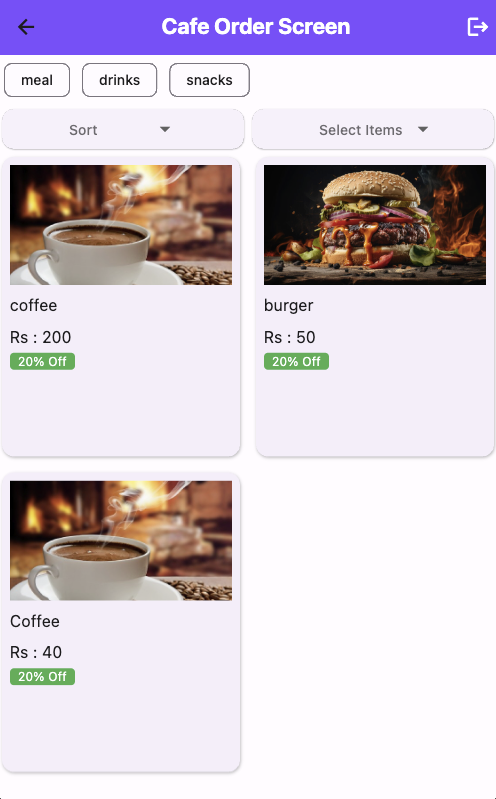 Cafe Order Screen
meal drinks snacks
Sort Select Items
coffee burger
Rs : 200 Rs : 50
20% Off 20% Off
Coffee
Rs : 40
20% Off